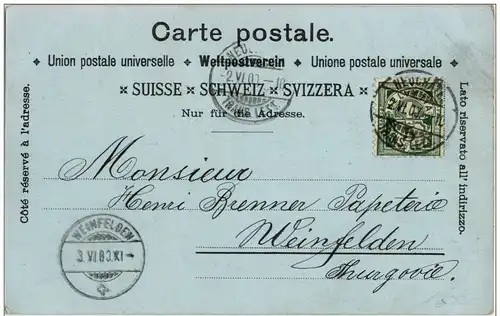 Carte postale.
✦ Union postale universelle ✦ Weltpostverein ✦ Unione postale universale ✦
× SUISSE × SCHWEIZ × SVIZZERA ×
Nur für die Adresse.
Côté réservé à l'adresse.
Lato riservato all' indirizzo.
Monsieur
Henri Brenner Papeterie
Weinfelden
Thurgovie.
WEINFELDEN
3.VI.00.XI-